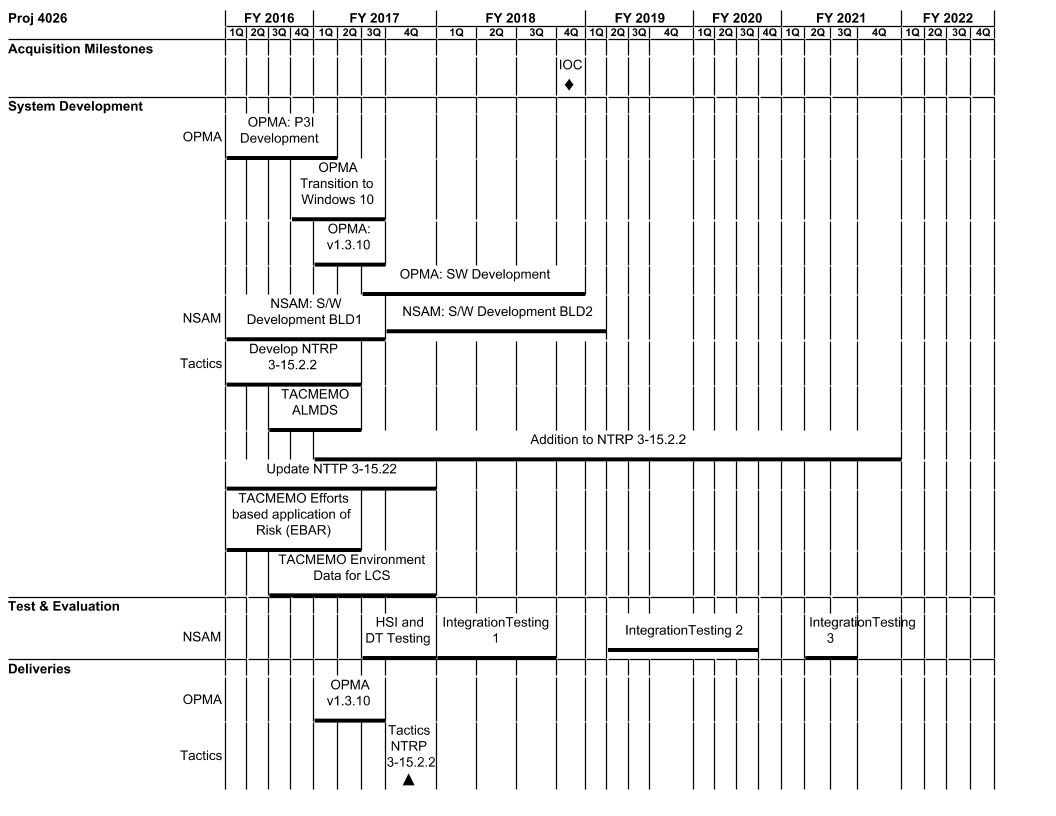 Proj 4026
FY 2016 FY 2017 FY 2018 FY 2019 FY 2020 FY 2021 FY 2022
1Q 2Q 3Q 4Q 1Q 2Q 3Q 4Q 1Q 2Q 3Q 4Q 1Q 2Q 3Q 4Q 1Q 2Q 3Q 4Q 1Q 2Q 3Q 4Q 1Q 2Q 3Q 4Q
Acquisition Milestones
IOC
System Development
OPMA
OPMA: P3I
Development
OPMA
Transition to
Windows 10
OPMA:
v1.3.10
OPMA: SW Development
NSAM
NSAM: S/W
Development BLD1
NSAM: S/W Development BLD2
Tactics
Develop NTRP
3-15.2.2
TACMEMO
ALMDS
Addition to NTRP 3-15.2.2
Update NTTP 3-15.22
TACMEMO Efforts
based application of
Risk (EBAR)
TACMEMO Environment
Data for LCS
Test & Evaluation
NSAM
HSI and
DT Testing
IntegrationTesting
1
IntegrationTesting 2
IntegrationTesting
3
Deliveries
OPMA
OPMA
v1.3.10
Tactics
Tactics
NTRP
3-15.2.2